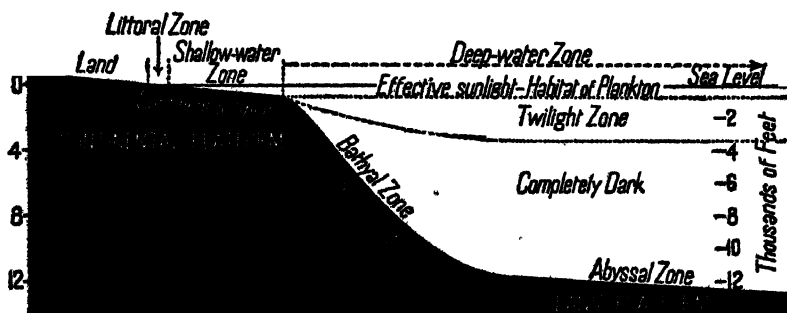 Littoral Zone
Land
Shallow-water
Zone
Deep-water Zone
Effective sunlight-Habitat of Plankton
Sea Level
Twilight Zone
Bathyal Zone
Completely Dark
Abyssal Zone
0
4
8
12
-2
-4
-6
-8
-10
-12
Thousands of Feet